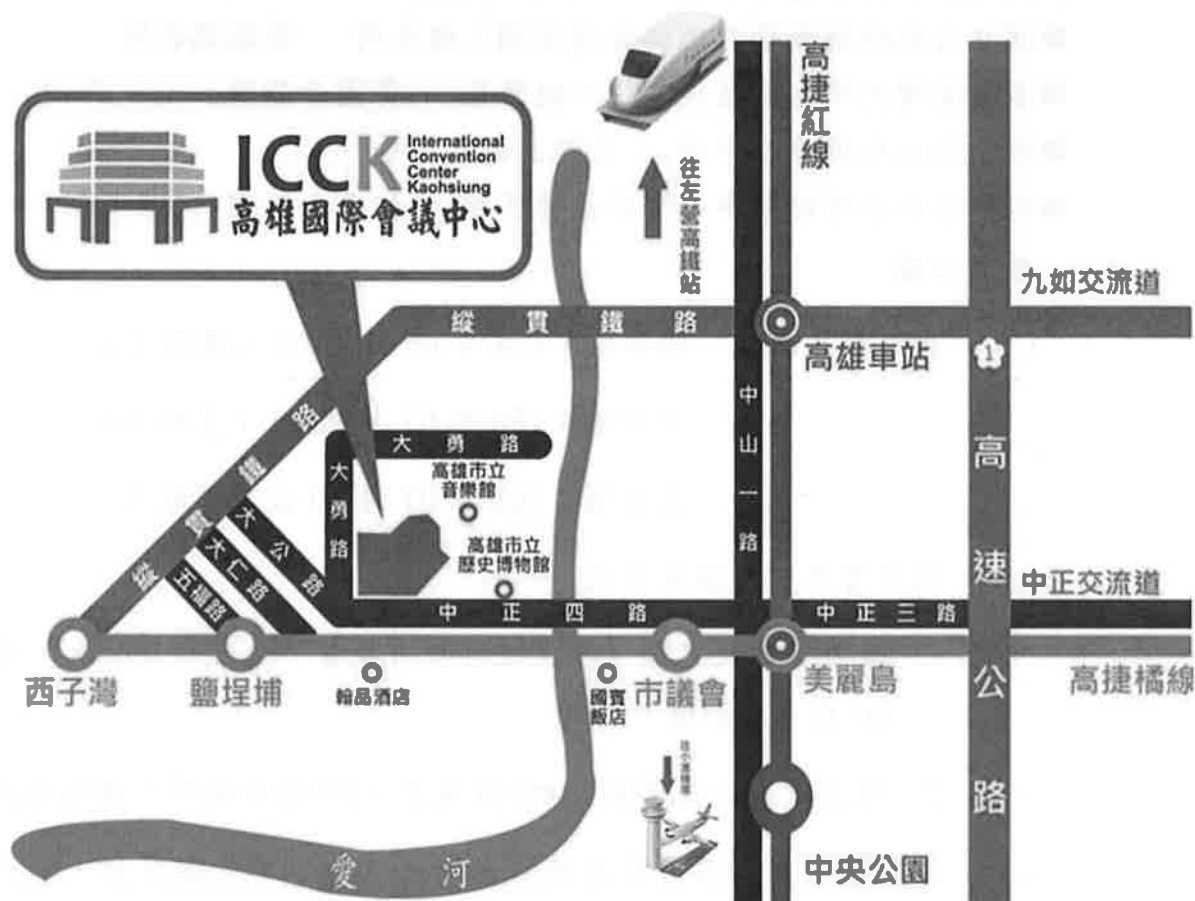 ICCK International
Convention
Center
Kaohsiung
高雄國際會議中心
高捷紅線
往左營高鐵站
九如交流道
縱貫鐵路
高雄車站
1
高速公路
中山一路
縱貫鐵路
大勇路
大勇路
高雄市立
音樂館
高雄市立
歷史博物館
大公路
大仁路
五福路
中正四路
中正三路
中正交流道
西子灣
鹽埕埔
翰品酒店
國賓
飯店
市議會
美麗島
高捷橘線
往小港機場
愛河
中央公園